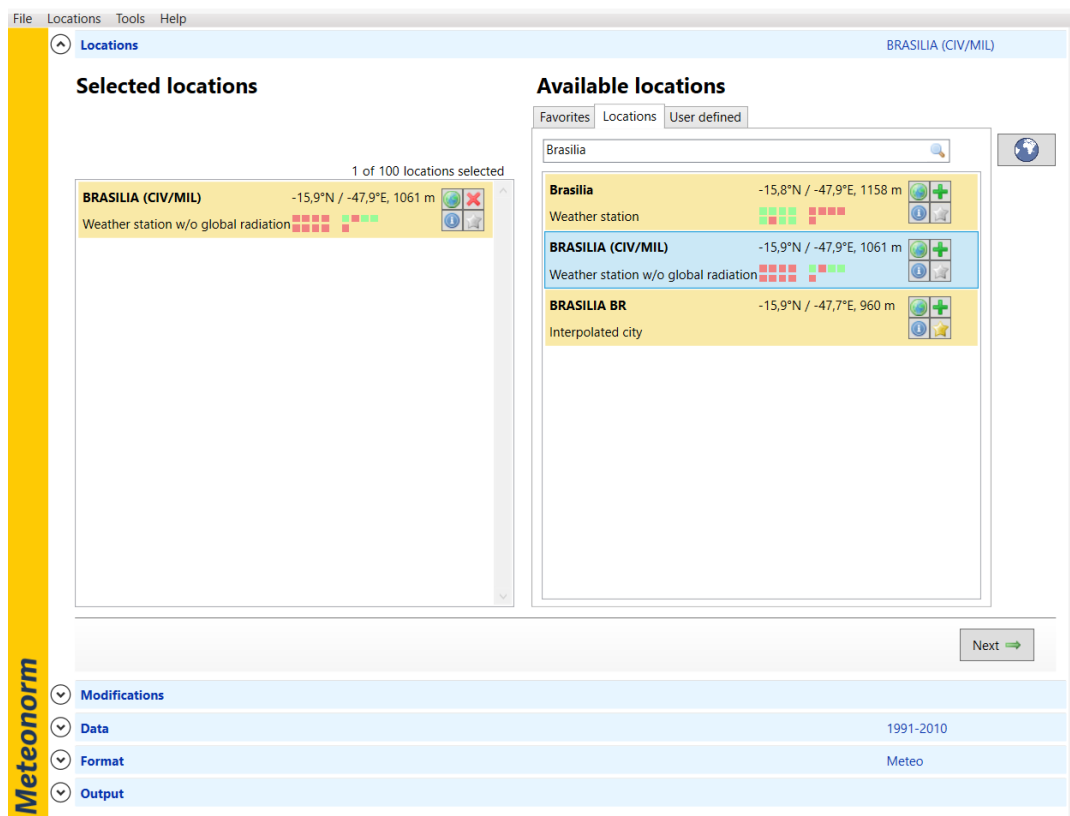 File Locations Tools Help
Locations BRASILIA (CIV/MIL)
Selected locations
Available locations
Favorites Locations User defined
Brasilia
1 of 100 locations selected
BRASILIA (CIV/MIL) -15,9°N / -47,9°E, 1061 m
Weather station w/o global radiation
Brasilia -15,8°N / -47,9°E, 1158 m
Weather station
BRASILIA (CIV/MIL) -15,9°N / -47,9°E, 1061 m
Weather station w/o global radiation
BRASILIA BR -15,9°N / -47,7°E, 960 m
Interpolated city
Next
Modifications
Data 1991-2010
Format Meteo
Output
Meteonorm